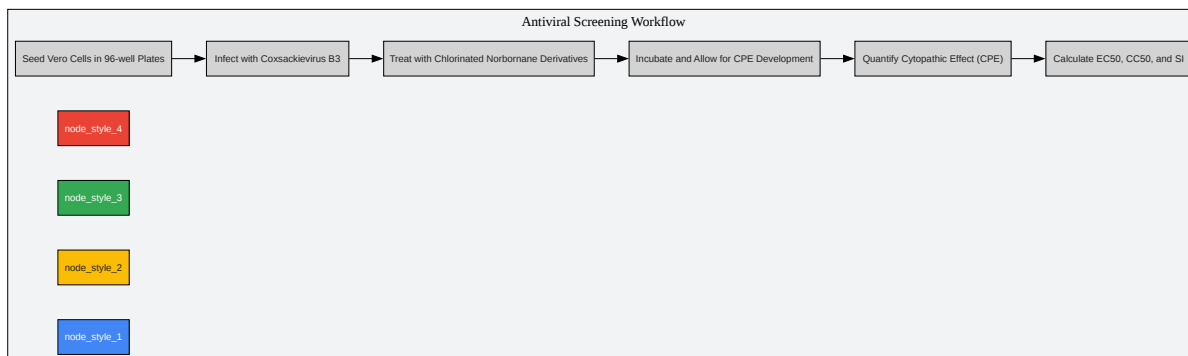 Antiviral Screening Workflow
Seed Vero Cells in 96-well Plates
Infect with Coxsackievirus B3
Treat with Chlorinated Norbornane Derivatives
Incubate and Allow for CPE Development
Quantify Cytopathic Effect (CPE)
Calculate EC50, CC50, and SI
node_style_4
node_style_3
node_style_2
node_style_1